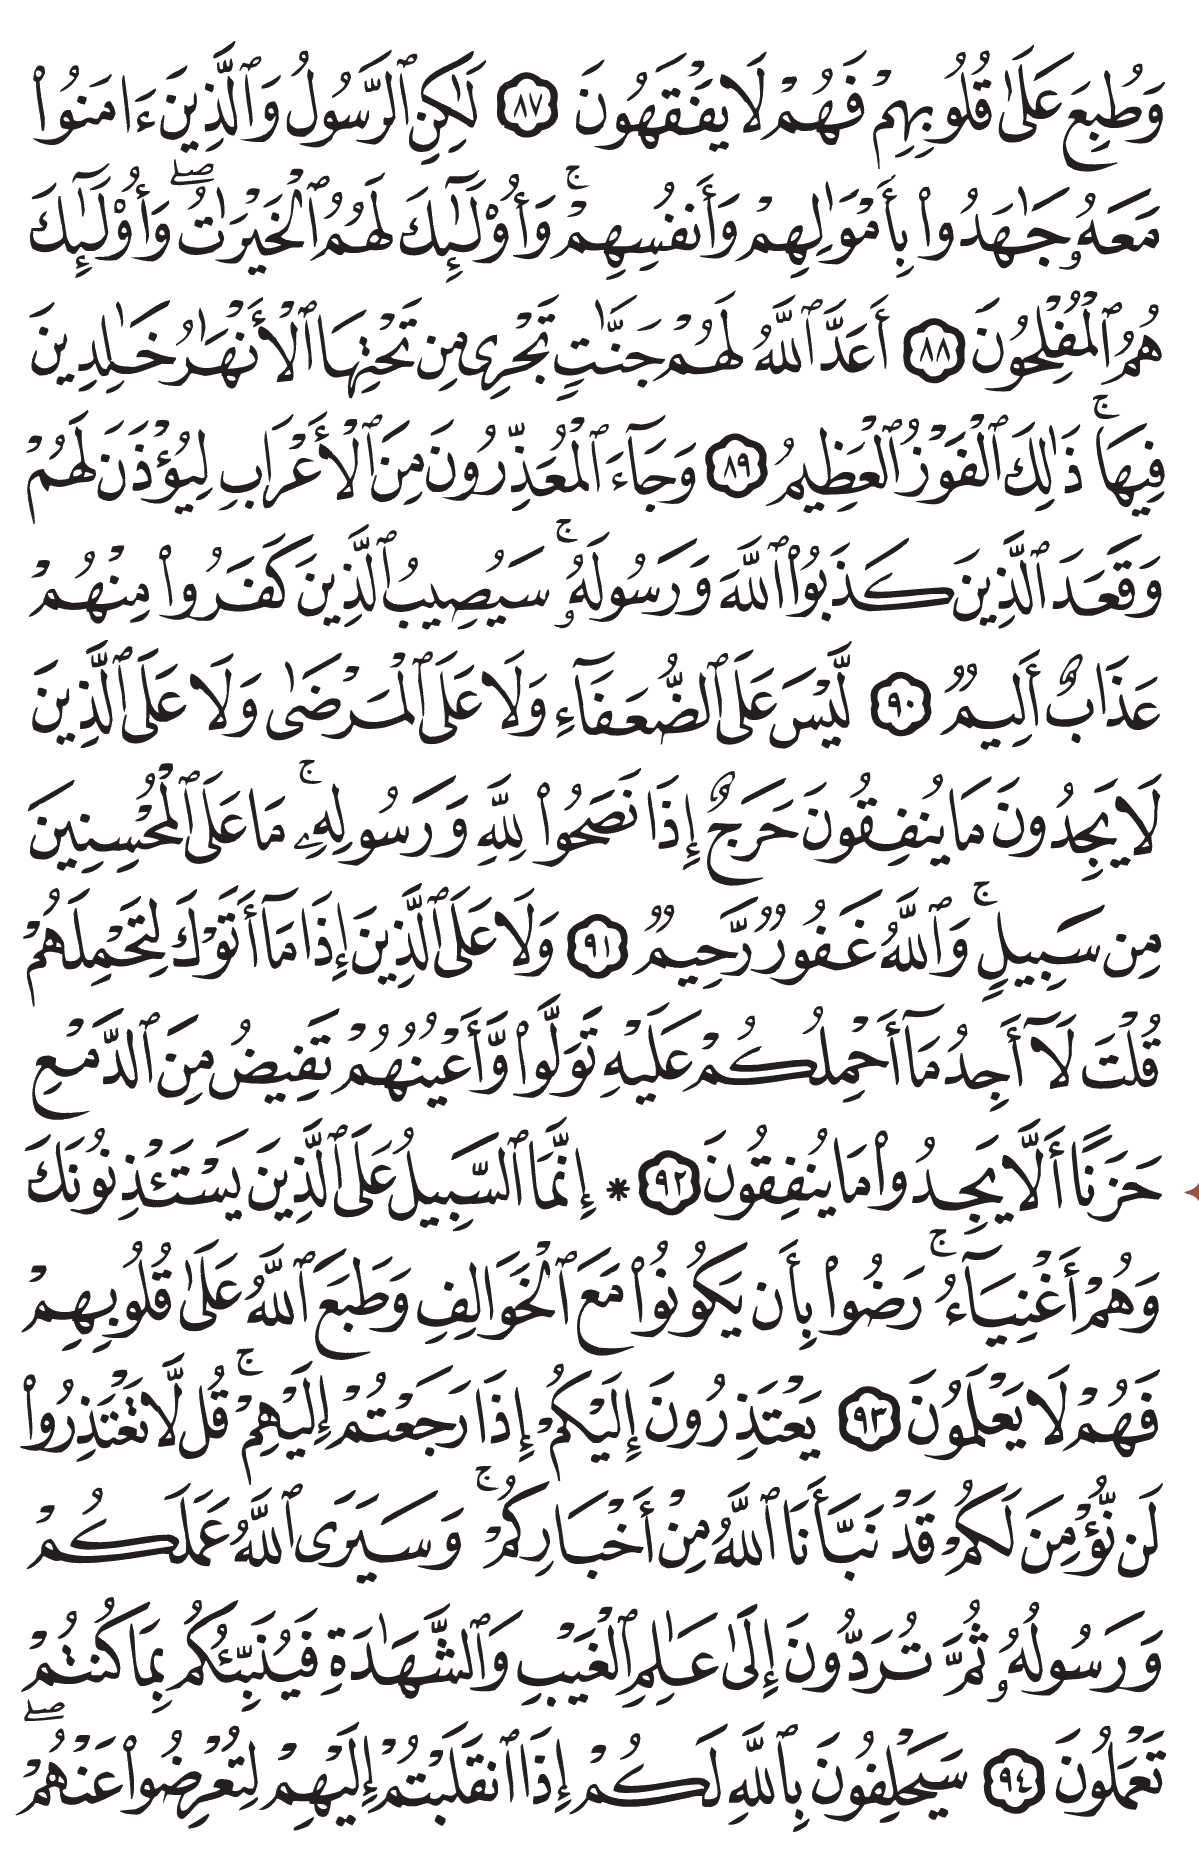 وَطُبِعَ عَلَىٰ قُلُوبِهِمْ فَهُمْ لَا يَفْقَهُونَ ٨٧ لَٰكِنِ ٱلرَّسُولُ وَٱلَّذِينَ ءَامَنُوا۟
مَعَهُۥ جَٰهَدُوا۟ بِأَمْوَٰلِهِمْ وَأَنفُسِهِمْ ۚ وَأُو۟لَٰٓئِكَ لَهُمُ ٱلْخَيْرَٰتُ ۖ وَأُو۟لَٰٓئِكَ
هُمُ ٱلْمُفْلِحُونَ ٨٨ أَعَدَّ ٱللَّهُ لَهُمْ جَنَّٰتٍ تَجْرِى مِن تَحْتِهَا ٱلْأَنْهَٰرُ خَٰلِدِينَ
فِيهَا ۚ ذَٰلِكَ ٱلْفَوْزُ ٱلْعَظِيمُ ٨٩ وَجَآءَ ٱلْمُعَذِّرُونَ مِنَ ٱلْأَعْرَابِ لِيُؤْذَنَ لَهُمْ
وَقَعَدَ ٱلَّذِينَ كَذَبُوا۟ ٱللَّهَ وَرَسُولَهُۥ ۚ سَيُصِيبُ ٱلَّذِينَ كَفَرُوا۟ مِنْهُمْ
عَذَابٌ أَلِيمٌ ٩٠ لَّيْسَ عَلَى ٱلضُّعَفَآءِ وَلَا عَلَى ٱلْمَرْضَىٰ وَلَا عَلَى ٱلَّذِينَ
لَا يَجِدُونَ مَا يُنفِقُونَ حَرَجٌ إِذَا نَصَحُوا۟ لِلَّهِ وَرَسُولِهِۦ ۚ مَا عَلَى ٱلْمُحْسِنِينَ
مِن سَبِيلٍ ۚ وَٱللَّهُ غَفُورٌ رَّحِيمٌ ٩١ وَلَا عَلَى ٱلَّذِينَ إِذَا مَآ أَتَوْكَ لِتَحْمِلَهُمْ
قُلْتَ لَآ أَجِدُ مَآ أَحْمِلُكُمْ عَلَيْهِ تَوَلَّوا۟ وَّأَعْيُنُهُمْ تَفِيضُ مِنَ ٱلدَّمْعِ
حَزَنًا أَلَّا يَجِدُوا۟ مَا يُنفِقُونَ ٩٢ * إِنَّمَا ٱلسَّبِيلُ عَلَى ٱلَّذِينَ يَسْتَـْٔذِنُونَكَ
وَهُمْ أَغْنِيَآءُ ۚ رَضُوا۟ بِأَن يَكُونُوا۟ مَعَ ٱلْخَوَالِفِ وَطَبَعَ ٱللَّهُ عَلَىٰ قُلُوبِهِمْ
فَهُمْ لَا يَعْلَمُونَ ٩٣ يَعْتَذِرُونَ إِلَيْكُمْ إِذَا رَجَعْتُمْ إِلَيْهِمْ ۚ قُل لَّا تَعْتَذِرُوا۟
لَن نُّؤْمِنَ لَكُمْ قَدْ نَبَّأَنَا ٱللَّهُ مِنْ أَخْبَارِكُمْ ۚ وَسَيَرَى ٱللَّهُ عَمَلَكُمْ
وَرَسُولُهُۥ ثُمَّ تُرَدُّونَ إِلَىٰ عَٰلِمِ ٱلْغَيْبِ وَٱلشَّهَٰدَةِ فَيُنَبِّئُكُم بِمَا كُنتُمْ
تَعْمَلُونَ ٩٤ سَيَحْلِفُونَ بِٱللَّهِ لَكُمْ إِذَا ٱنقَلَبْتُمْ إِلَيْهِمْ لِتُعْرِضُوا۟ عَنْهُمْ ۖ